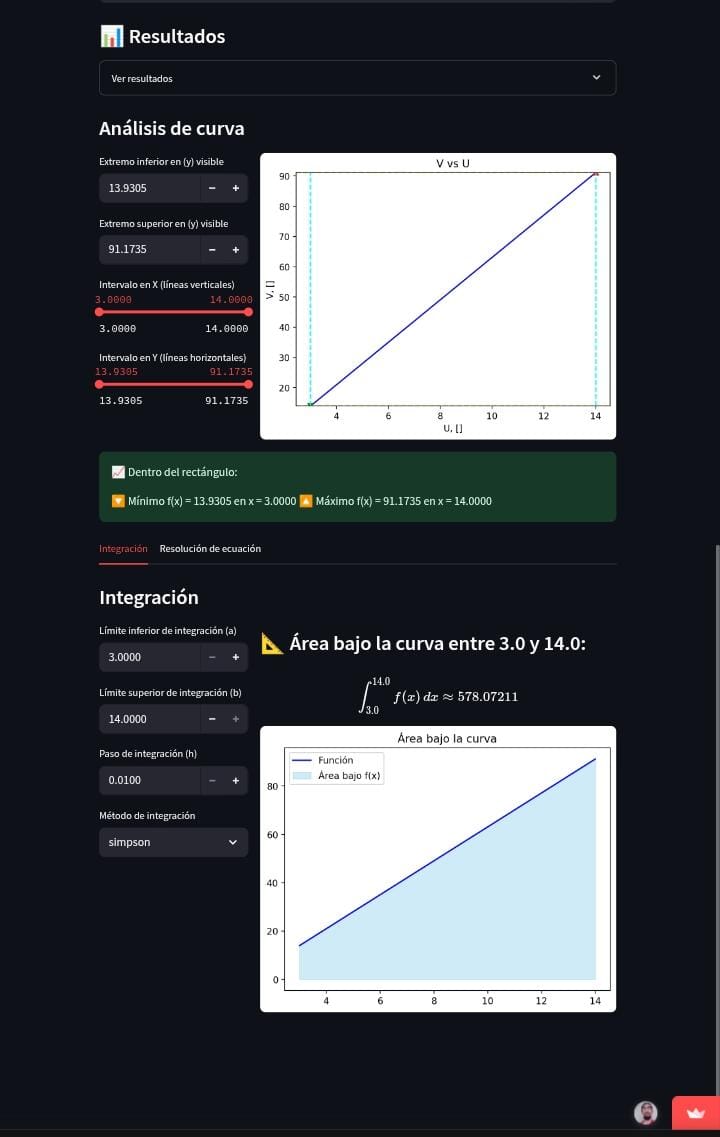 📊 Resultados
Ver resultados
Análisis de curva
Extremo inferior en (y) visible
13.9305
− +
Extremo superior en (y) visible
91.1735
− +
Intervalo en X (líneas verticales)
3.0000 14.0000
3.0000 14.0000
Intervalo en Y (líneas horizontales)
13.9305 91.1735
13.9305 91.1735
V vs U
90
80
70
60
50
40
30
20
V, []
4 6 8 10 12 14
U, []
📈 Dentro del rectángulo:
🔽 Mínimo f(x) = 13.9305 en x = 3.0000 🔼 Máximo f(x) = 91.1735 en x = 14.0000
Integración Resolución de ecuación
Integración
Límite inferior de integración (a)
3.0000
− +
Límite superior de integración (b)
14.0000
− +
Paso de integración (h)
0.0100
− +
Método de integración
simpson
📐 Área bajo la curva entre 3.0 y 14.0:
∫ 14.0 3.0 f(x) dx ≈ 578.07211
Área bajo la curva
Función
Área bajo f(x)
80
60
40
20
0
4 6 8 10 12 14